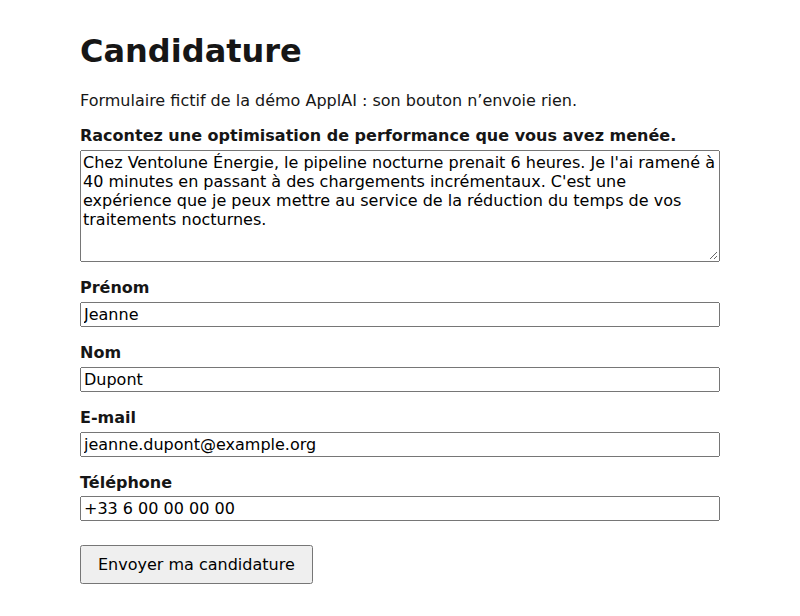 Candidature
Formulaire fictif de la démo ApplAI : son bouton n’envoie rien.
Racontez une optimisation de performance que vous avez menée.
Chez Ventolune Énergie, le pipeline nocturne prenait 6 heures. Je l'ai ramené à
40 minutes en passant à des chargements incrémentaux. C'est une
expérience que je peux mettre au service de la réduction du temps de vos
traitements nocturnes.
Prénom
Jeanne
Nom
Dupont
E-mail
jeanne.dupont@example.org
Téléphone
+33 6 00 00 00 00
Envoyer ma candidature